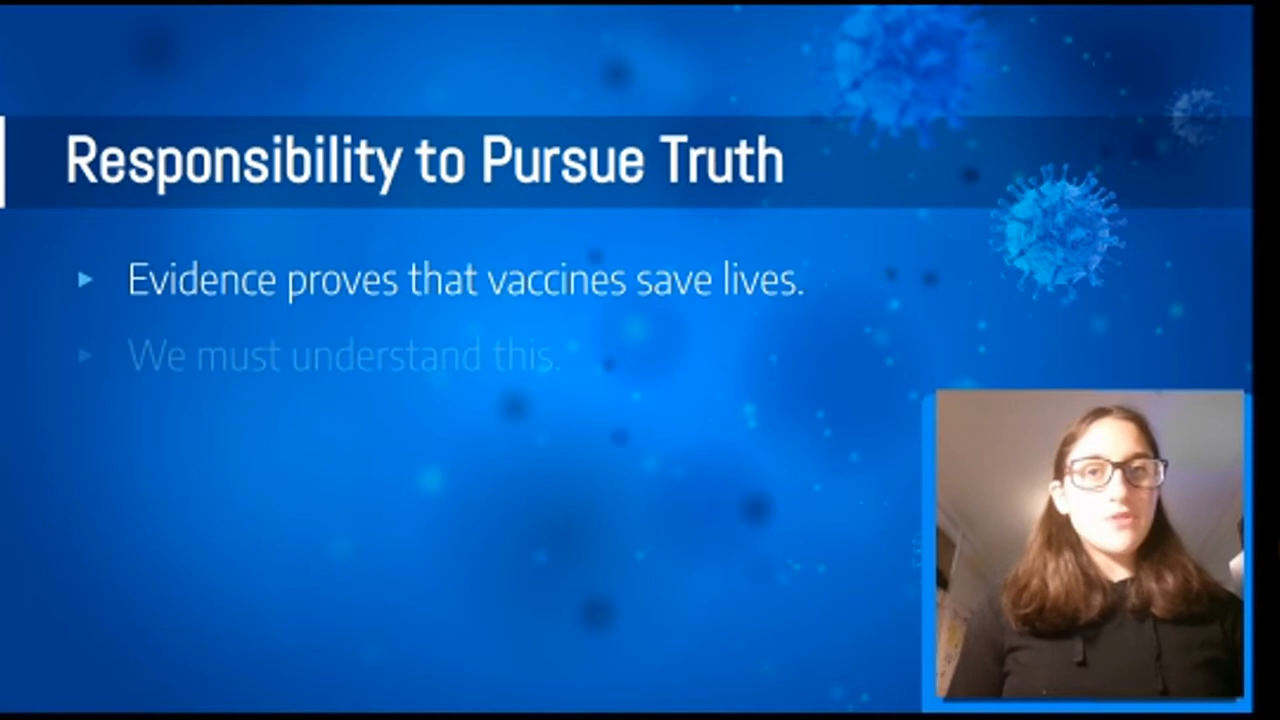 Responsibility to Pursue Truth
Evidence proves that vaccines save lives.
We must understand this.